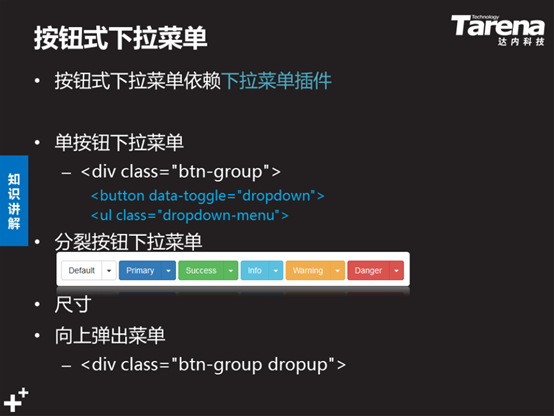 Technology
Tarena
达内科技
按钮式下拉菜单
• 按钮式下拉菜单依赖下拉菜单插件
• 单按钮下拉菜单
– <div class="btn-group">
<button data-toggle="dropdown">
<ul class="dropdown-menu">
知识讲解
• 分裂按钮下拉菜单
Default Primary Success Info Warning Danger
• 尺寸
• 向上弹出菜单
– <div class="btn-group dropup">